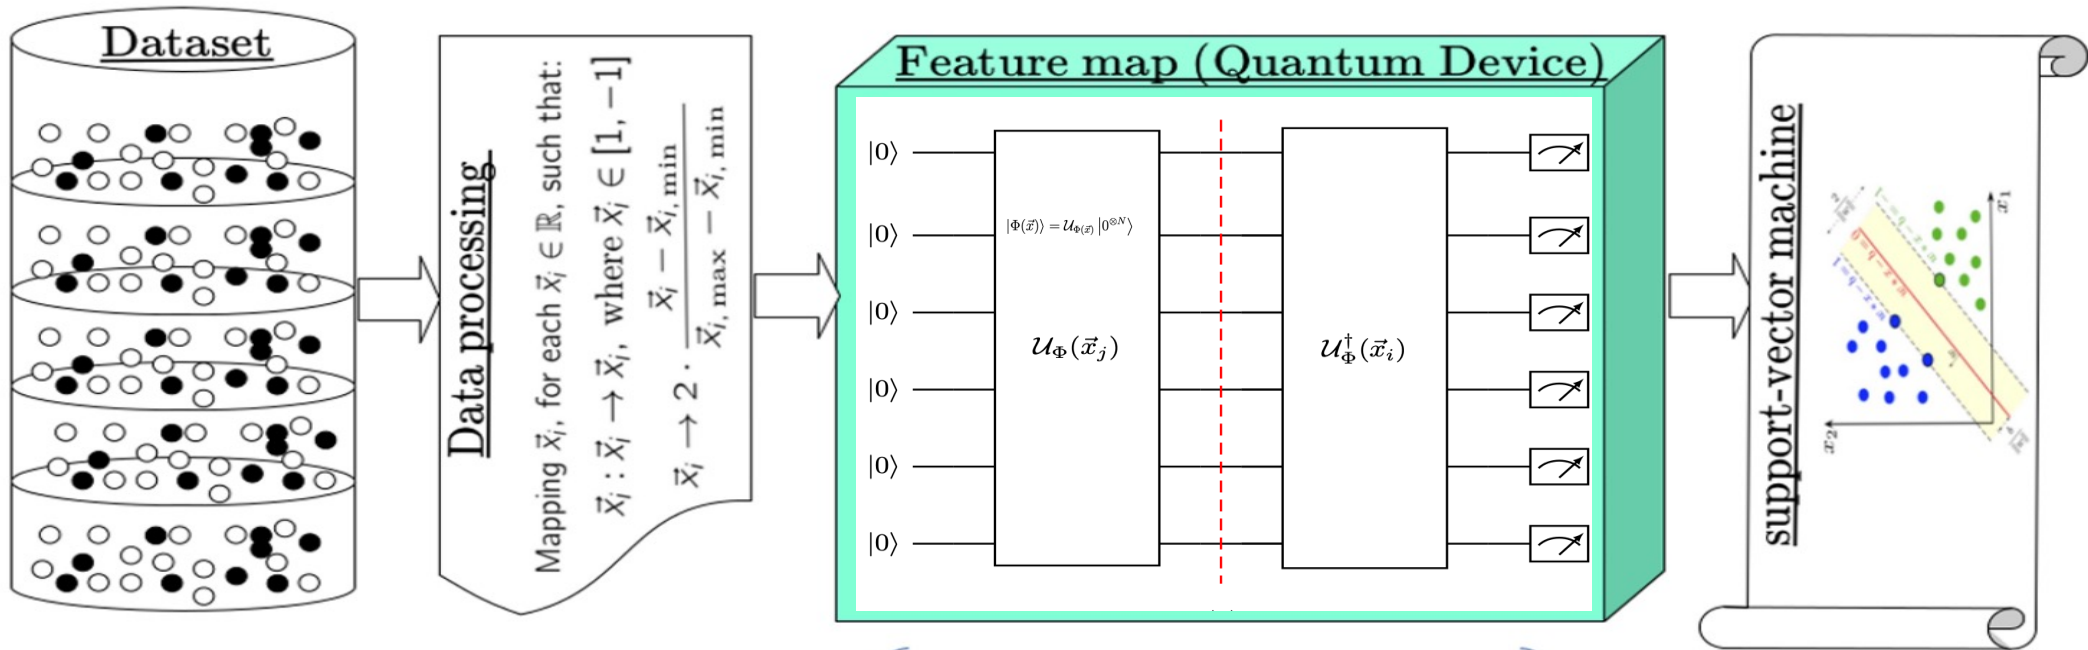 Dataset
Data processing
Mapping x⃗ᵢ, for each x⃗ᵢ ∈ ℝ, such that:
x⃗ᵢ : x⃗ᵢ → x⃗ᵢ, where x⃗ᵢ ∈ [1, −1]
x⃗ᵢ → 2 · (x⃗ᵢ − x⃗ᵢ, min) / (x⃗ᵢ, max − x⃗ᵢ, min)
Feature map (Quantum Device)
|0⟩
|0⟩
|0⟩
|0⟩
|0⟩
|0⟩
|Φ(x⃗)⟩ = 𝒰Φ(x⃗) |0⊗N⟩
𝒰Φ(x⃗ⱼ)
𝒰Φ†(x⃗ᵢ)
support-vector machine
x₁
x₂